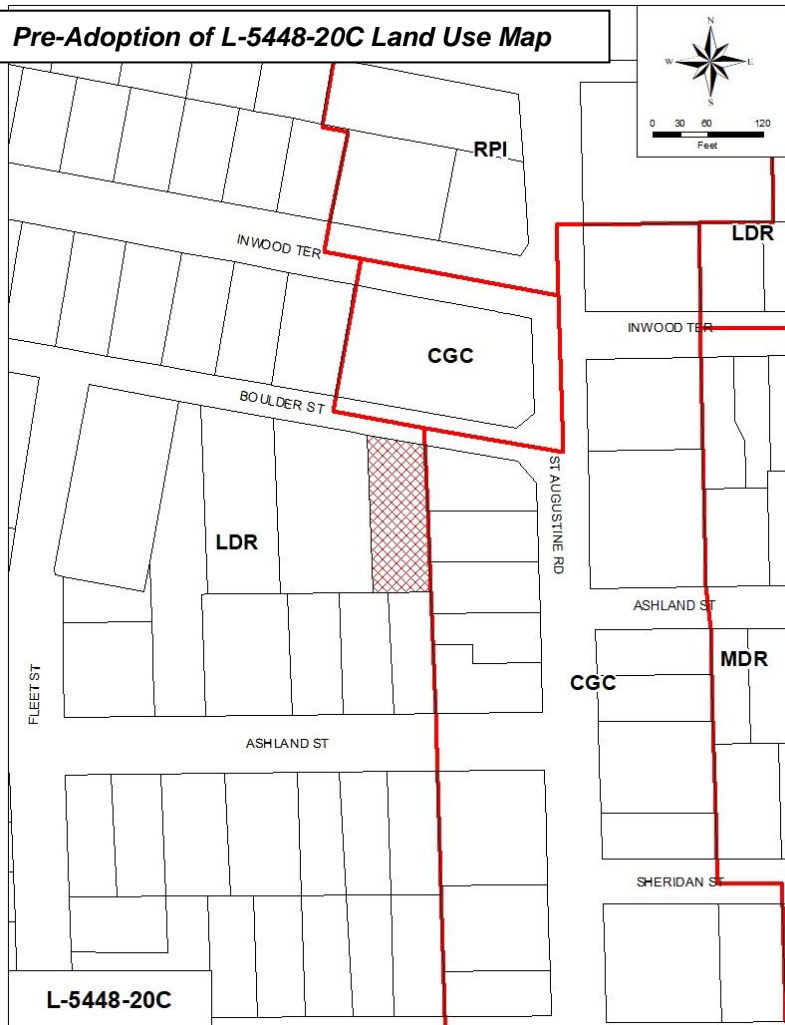 Pre-Adoption of L-5448-20C Land Use Map
N
W E
S
0 30 60 120
Feet
RPI
LDR
INWOOD TER
INWOOD TER
CGC
BOULDER ST
ST AUGUSTINE RD
LDR
ASHLAND ST
MDR
CGC
FLEET ST
ASHLAND ST
SHERIDAN ST
L-5448-20C